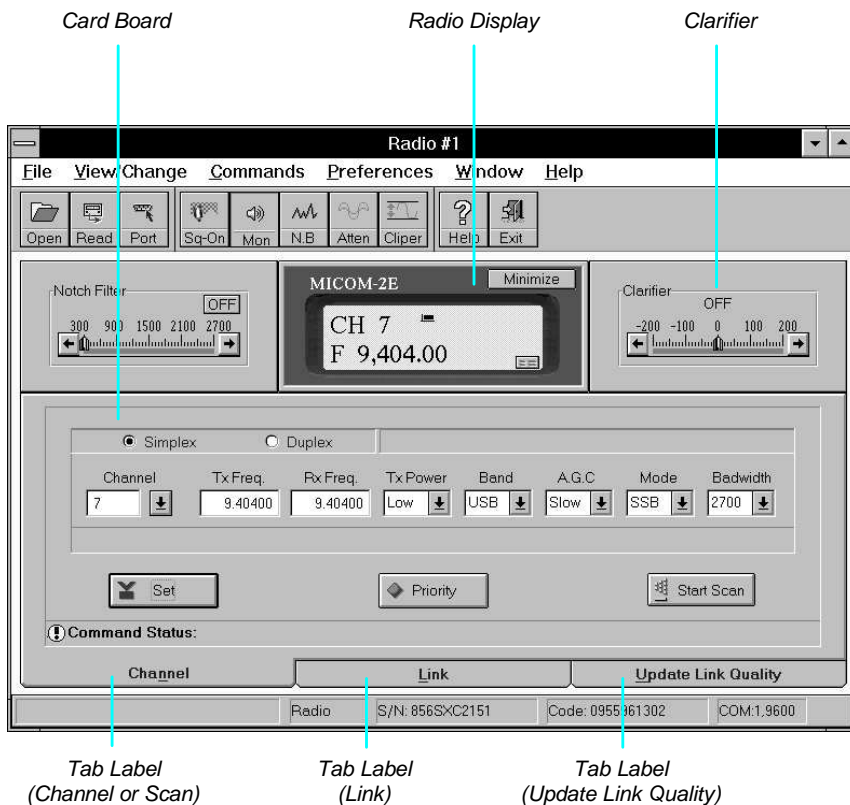 Card Board Radio Display Clarifier
Radio #1
File View/Change Commands Preferences Window Help
Open Read Port Sq-On Mon N.B Atten Cliper Help Exit
Notch Filter
OFF
300 900 1500 2100 2700
MICOM-2E Minimize
CH 7
F 9,404.00
Clarifier
OFF
-200 -100 0 100 200
Simplex Duplex
Channel Tx Freq. Rx Freq. Tx Power Band A.G.C Mode Badwidth
7 9.40400 9.40400 Low USB Slow SSB 2700
Set Priority Start Scan
Command Status:
Channel Link Update Link Quality
Radio S/N: 856SXC2151 Code: 0955961302 COM:1,9600
Tab Label Tab Label Tab Label
(Channel or Scan) (Link) (Update Link Quality)